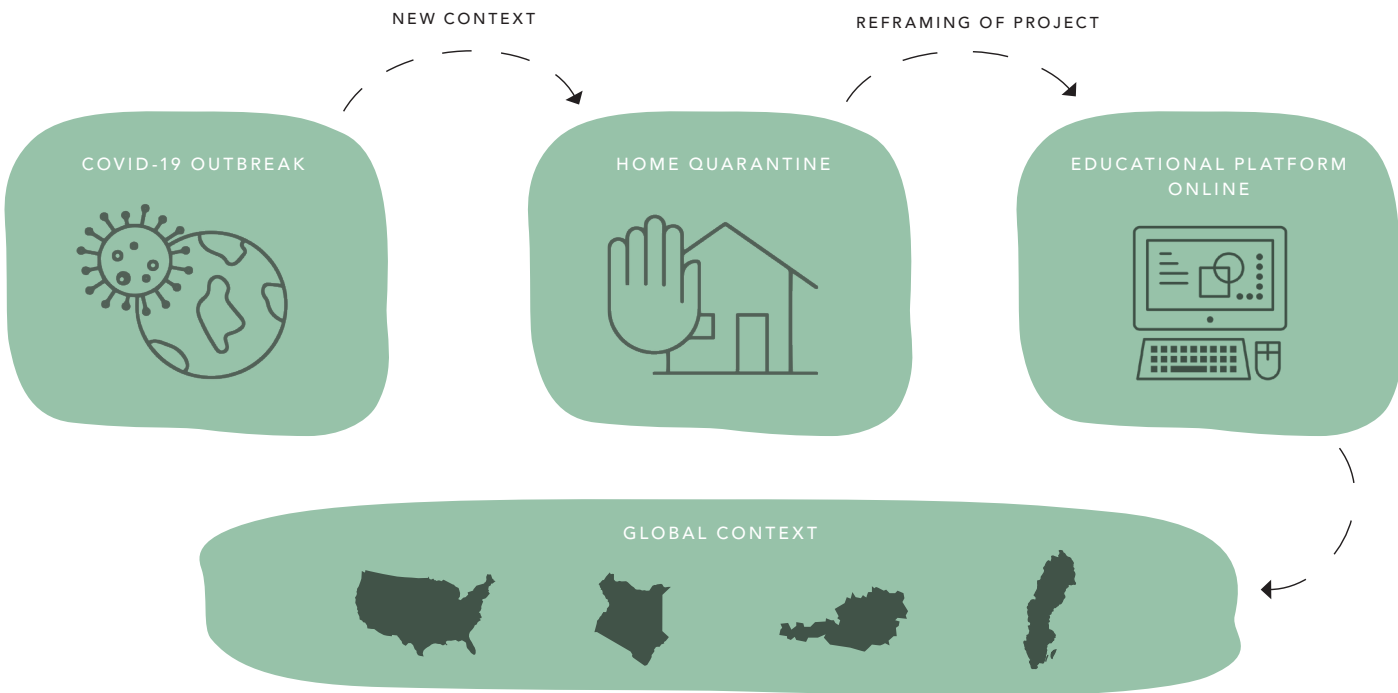 NEW CONTEXT
REFRAMING OF PROJECT
COVID-19 OUTBREAK
HOME QUARANTINE
EDUCATIONAL PLATFORM
ONLINE
GLOBAL CONTEXT